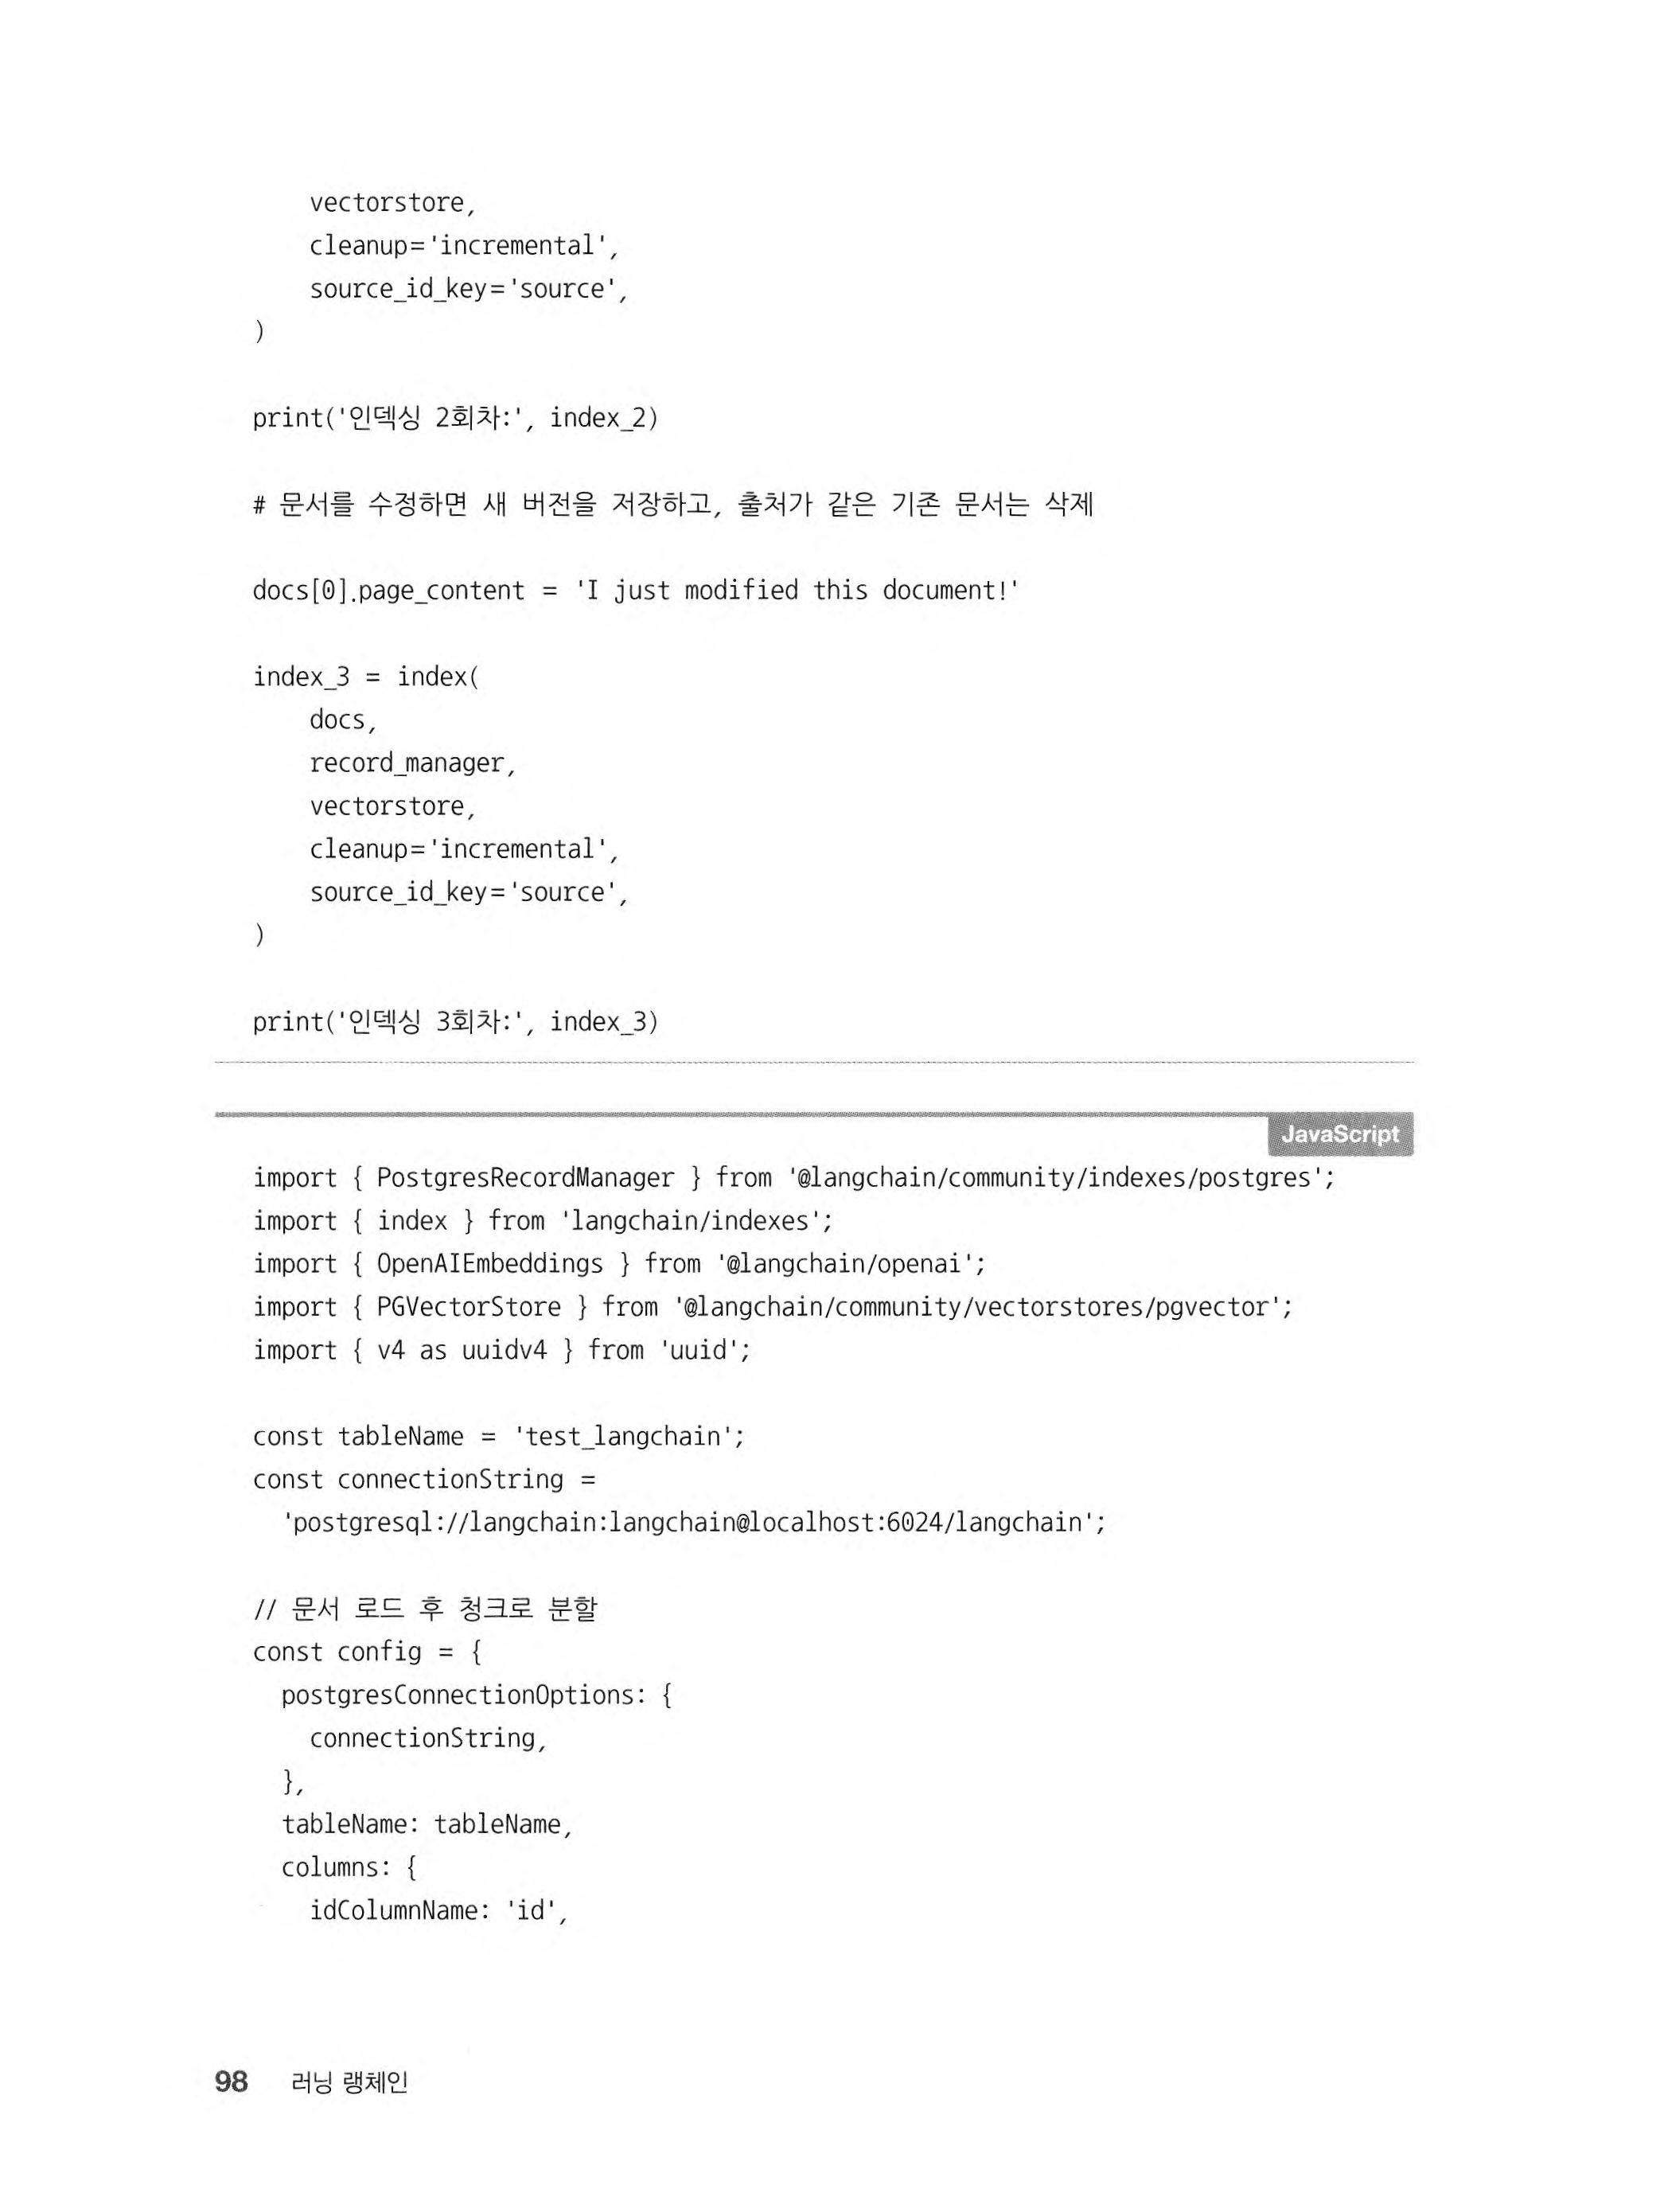 vectorstore,
    cleanup='incremental',
    source_id_key='source',
)

print('인덱싱 2회차:', index_2)

# 문서를 수정하면 새 버전을 저장하고, 출처가 같은 기존 문서는 삭제

docs[0].page_content = 'I just modified this document!'

index_3 = index(
    docs,
    record_manager,
    vectorstore,
    cleanup='incremental',
    source_id_key='source',
)

print('인덱싱 3회차:', index_3)

JavaScript
import { PostgresRecordManager } from '@langchain/community/indexes/postgres';
import { index } from 'langchain/indexes';
import { OpenAIEmbeddings } from '@langchain/openai';
import { PGVectorStore } from '@langchain/community/vectorstores/pgvector';
import { v4 as uuidv4 } from 'uuid';

const tableName = 'test_langchain';
const connectionString =
  'postgresql://langchain:langchain@localhost:6024/langchain';

// 문서 로드 후 청크로 분할
const config = {
  postgresConnectionOptions: {
    connectionString,
  },
  tableName: tableName,
  columns: {
    idColumnName: 'id',

98 러닝 랭체인